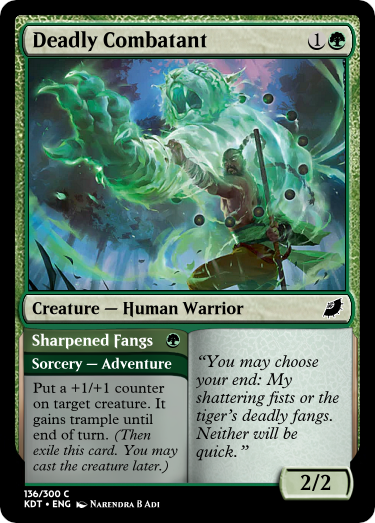 Deadly Combatant 1
Creature — Human Warrior
Sharpened Fangs
Sorcery — Adventure
Put a +1/+1 counter
on target creature. It
gains trample until
end of turn. (Then
exile this card. You may
cast the creature later.)
“You may choose
your end: My
shattering fists or the
tiger’s deadly fangs.
Neither will be
quick.”
2/2
136/300 C
KDT • ENG Narendra B Adi